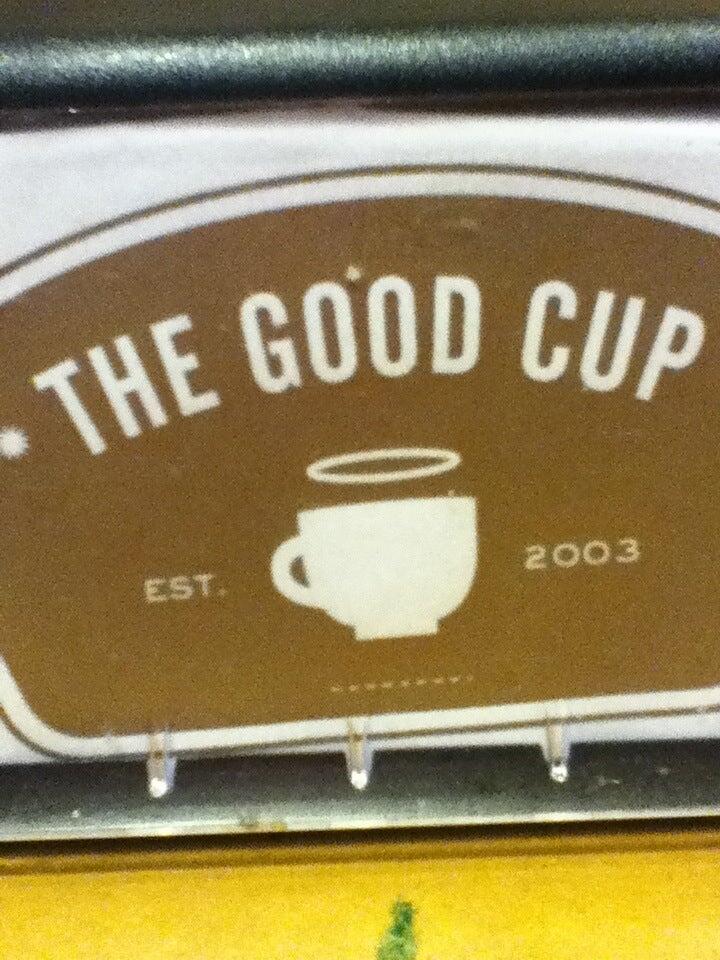 THE GOOD CUP
EST. 2003